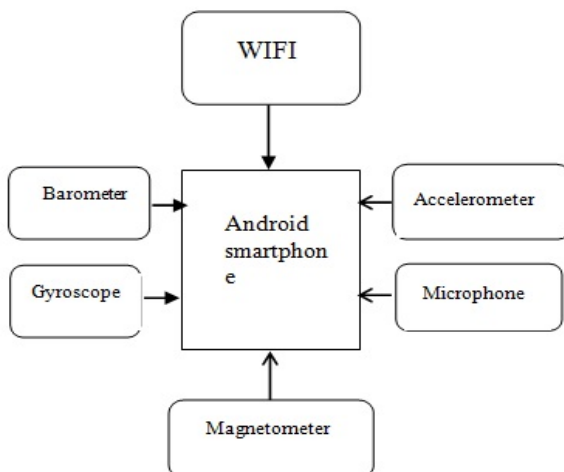 WIFI
Barometer
Accelerometer
Android
smartphon
e
Gyroscope
Microphone
Magnetometer